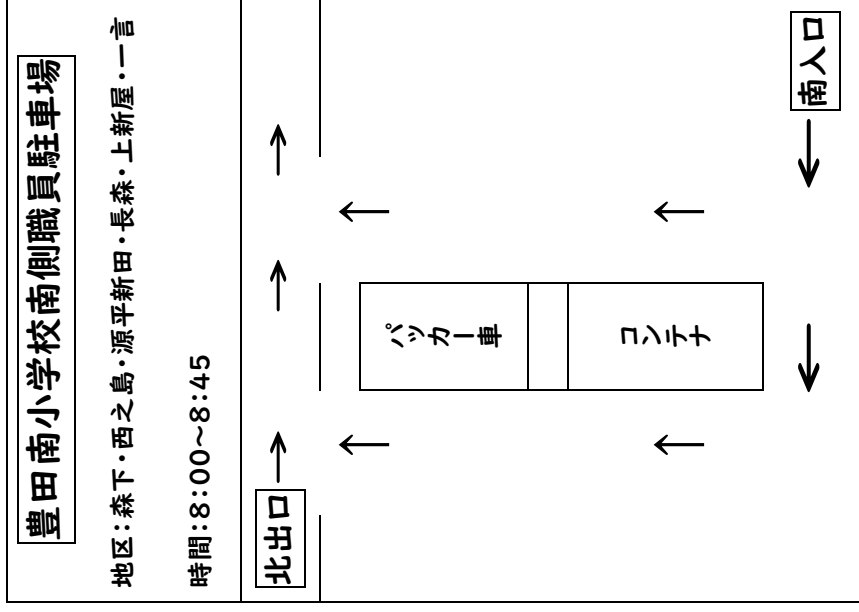 豊田南小学校南側職員駐車場
地区:森下・西之島・源平新田・長森・上新屋・一言
時間:8:00～8:45
北出口
パッカー車
コンテナ
南入口